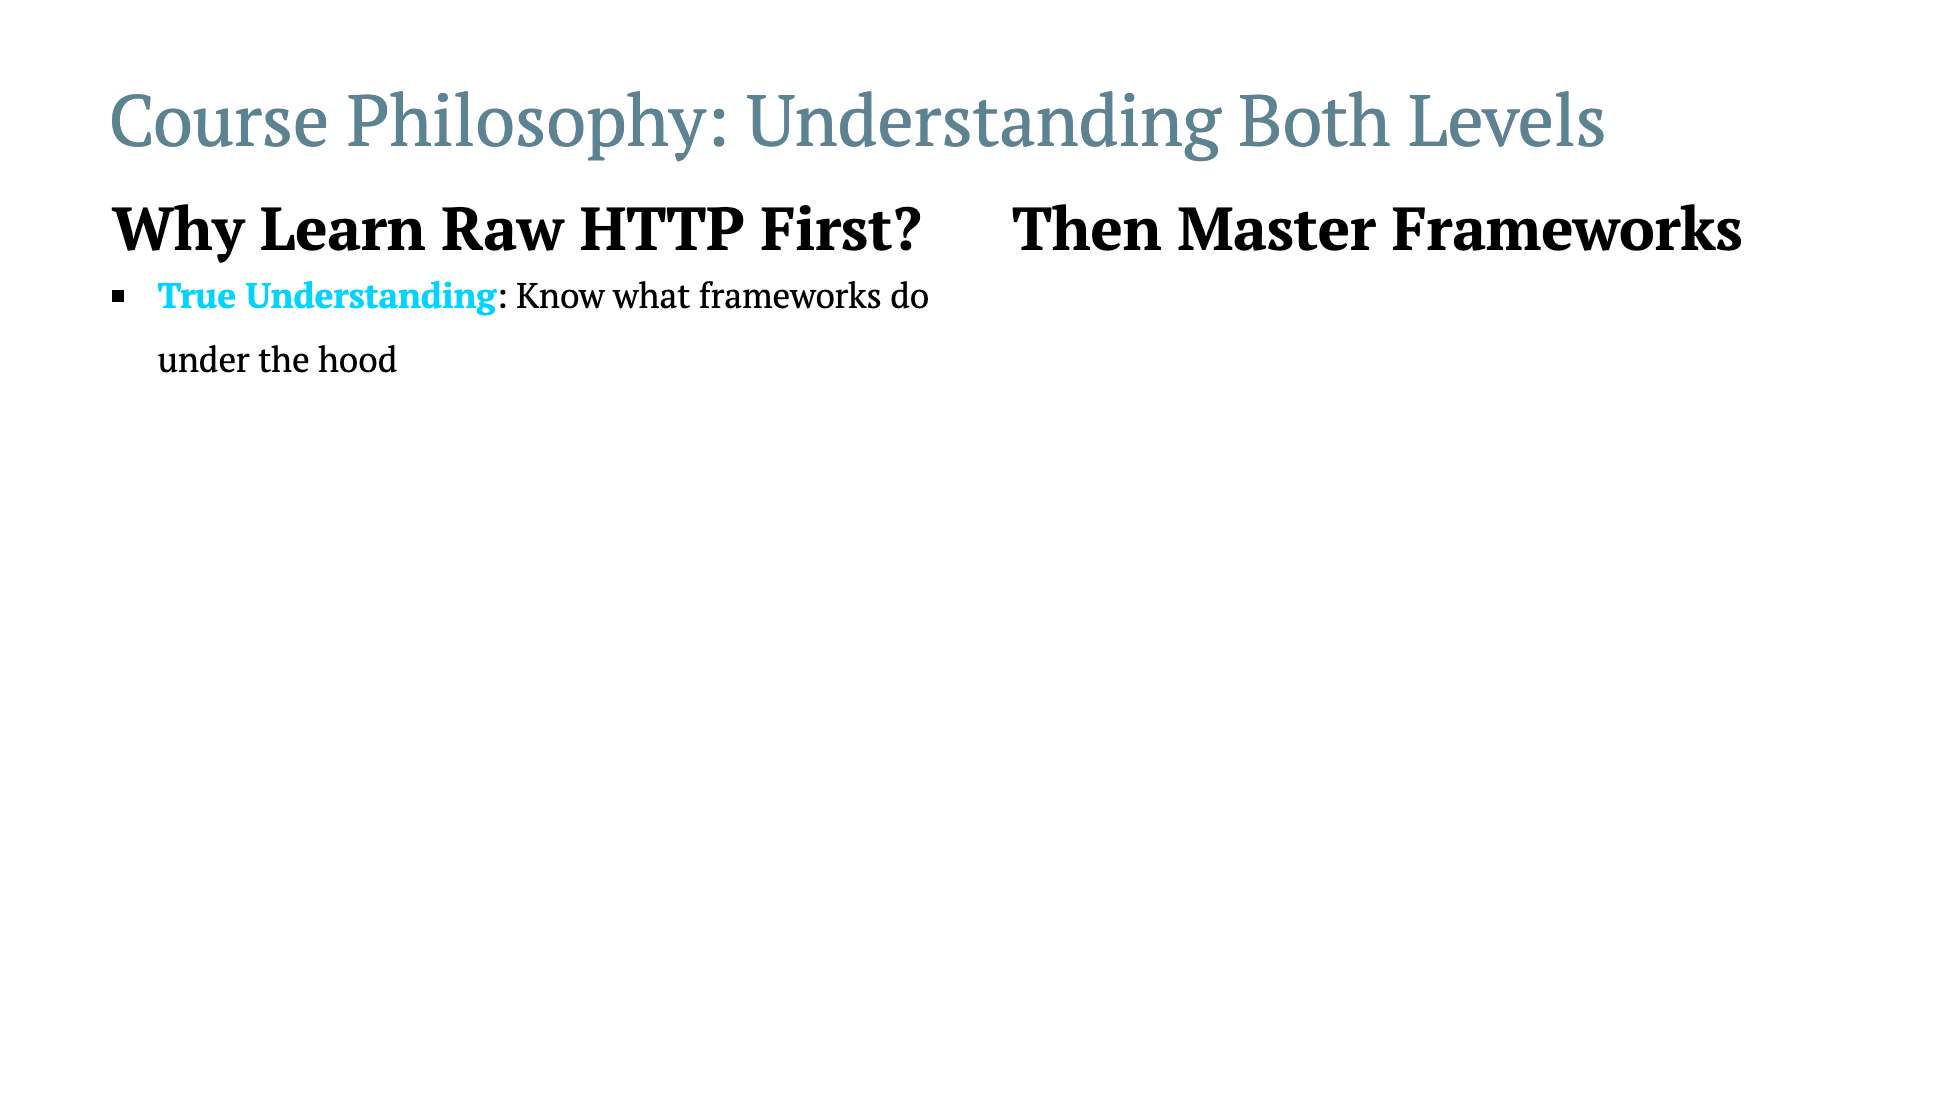 Course Philosophy: Understanding Both Levels
Why Learn Raw HTTP First?
▪ True Understanding: Know what frameworks do
under the hood
Then Master Frameworks